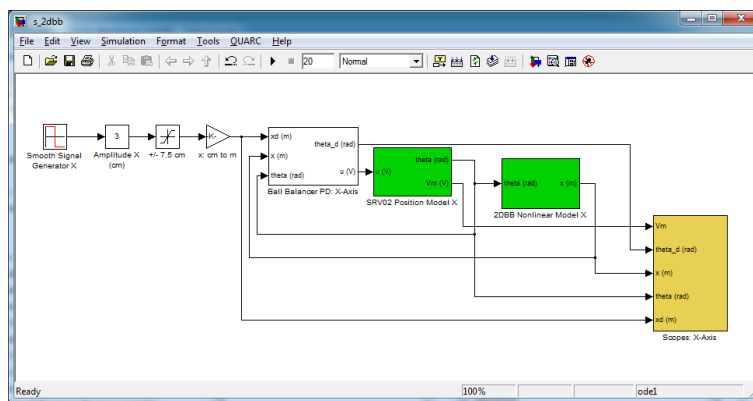 s_2dbb
File Edit View Simulation Format Tools QUARC Help
20
Normal
Smooth Signal
Generator X
3
Amplitude X
(cm)
+/- 7.5 cm
-K-
x: cm to m
xd (m)
x (m)
theta (rad)
theta_d (rad)
u (V)
Ball Balancer PD: X-Axis
u (V)
theta (rad)
Vm (V)
SRV02 Position Model X
theta (rad)
x (m)
2DBB Nonlinear Model X
Vm
theta_d (rad)
x (m)
theta (rad)
xd (m)
Scopes: X-Axis
Ready
100%
ode1